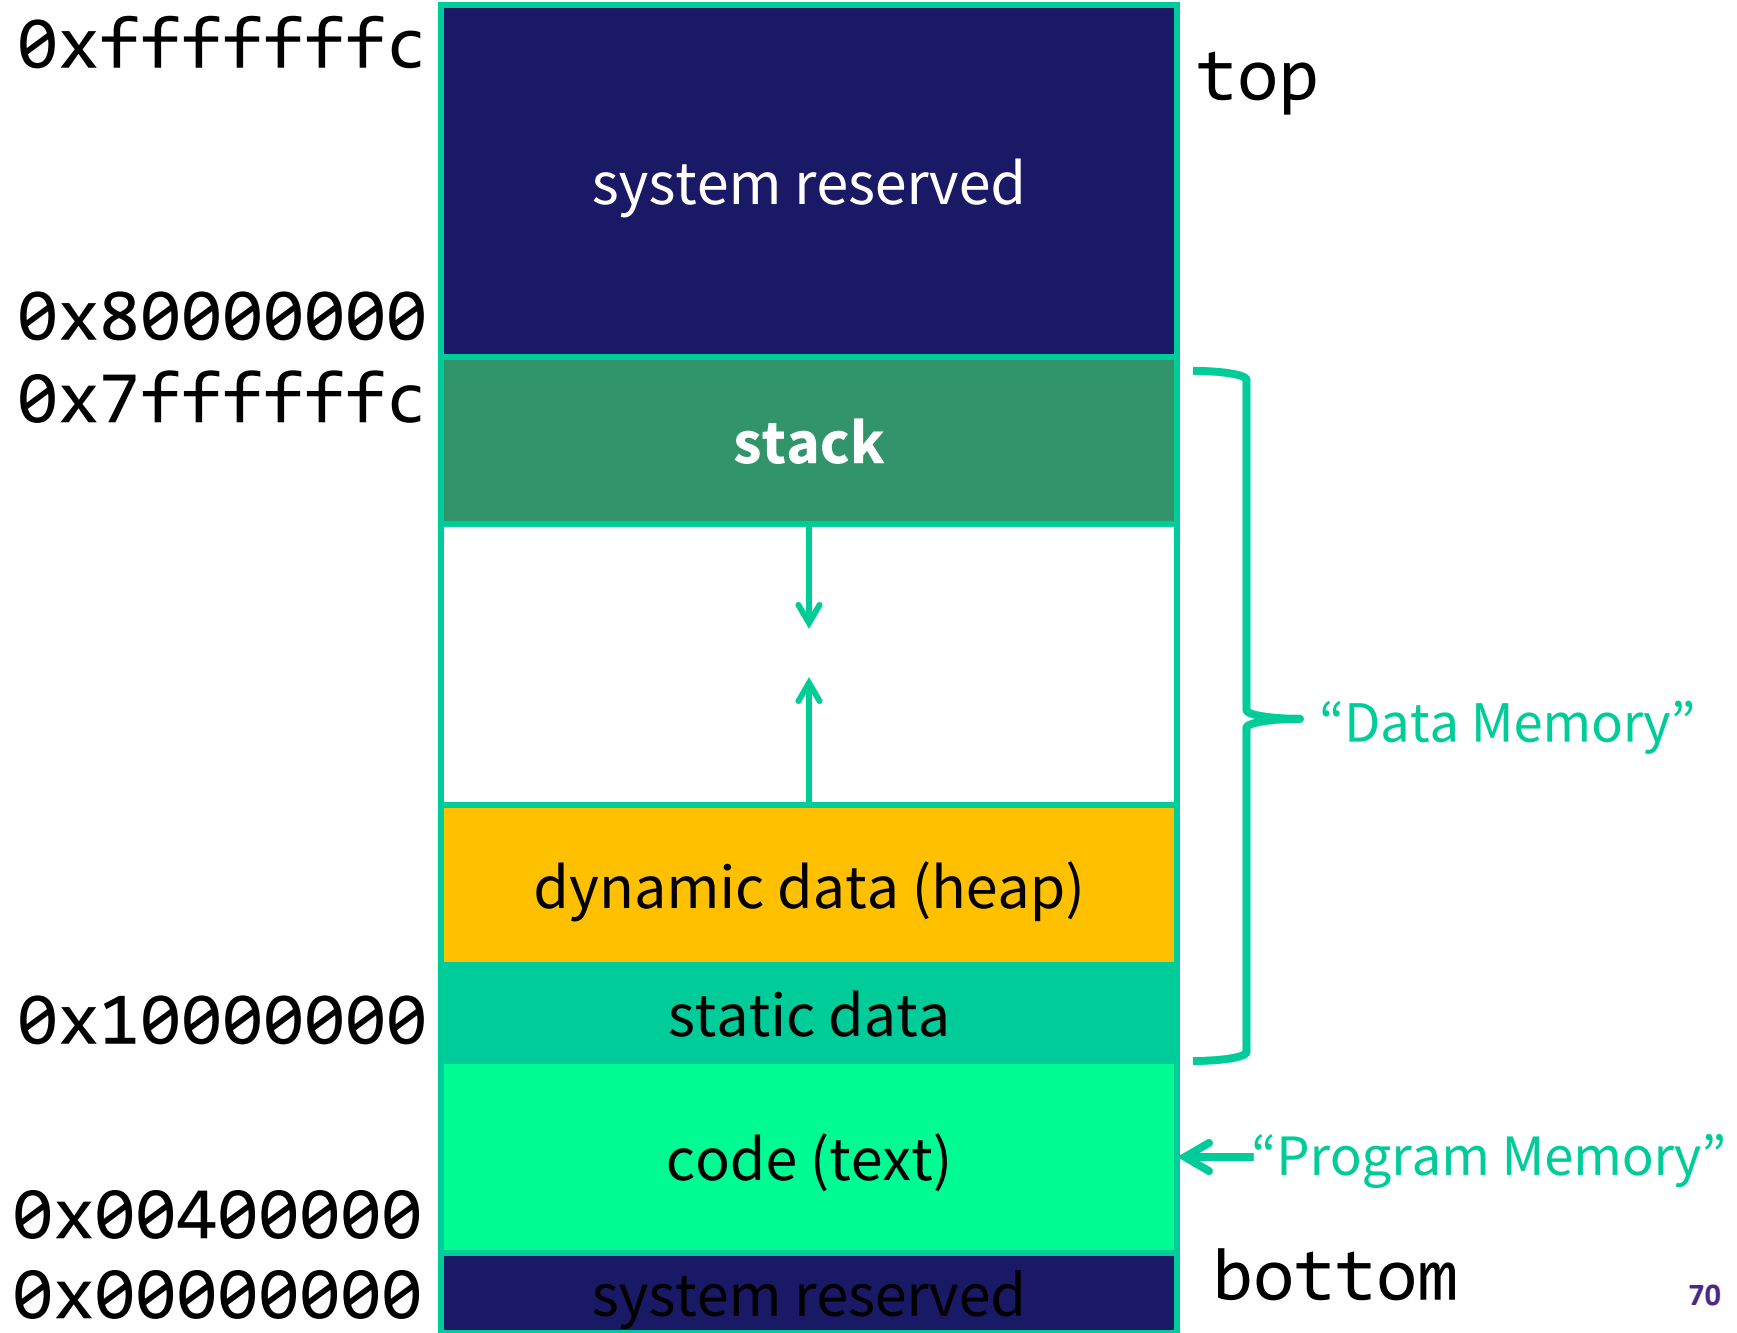 0xfffffffc
top
system reserved
0x80000000
0x7ffffffc
stack
“Data Memory”
dynamic data (heap)
0x10000000
static data
code (text)
“Program Memory”
0x00400000
0x00000000
system reserved
bottom
70